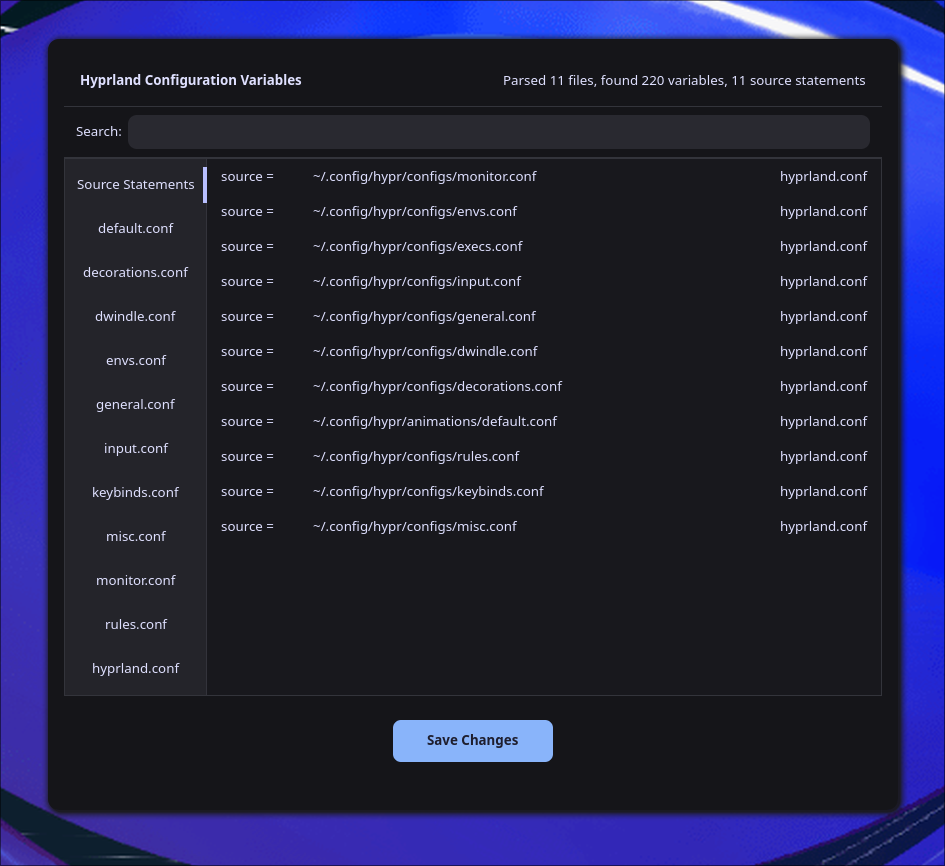 Hyprland Configuration Variables
Parsed 11 files, found 220 variables, 11 source statements
Search:
Source Statements
default.conf
decorations.conf
dwindle.conf
envs.conf
general.conf
input.conf
keybinds.conf
misc.conf
monitor.conf
rules.conf
hyprland.conf
source = ~/.config/hypr/configs/monitor.conf hyprland.conf
source = ~/.config/hypr/configs/envs.conf hyprland.conf
source = ~/.config/hypr/configs/execs.conf hyprland.conf
source = ~/.config/hypr/configs/input.conf hyprland.conf
source = ~/.config/hypr/configs/general.conf hyprland.conf
source = ~/.config/hypr/configs/dwindle.conf hyprland.conf
source = ~/.config/hypr/configs/decorations.conf hyprland.conf
source = ~/.config/hypr/animations/default.conf hyprland.conf
source = ~/.config/hypr/configs/rules.conf hyprland.conf
source = ~/.config/hypr/configs/keybinds.conf hyprland.conf
source = ~/.config/hypr/configs/misc.conf hyprland.conf
Save Changes